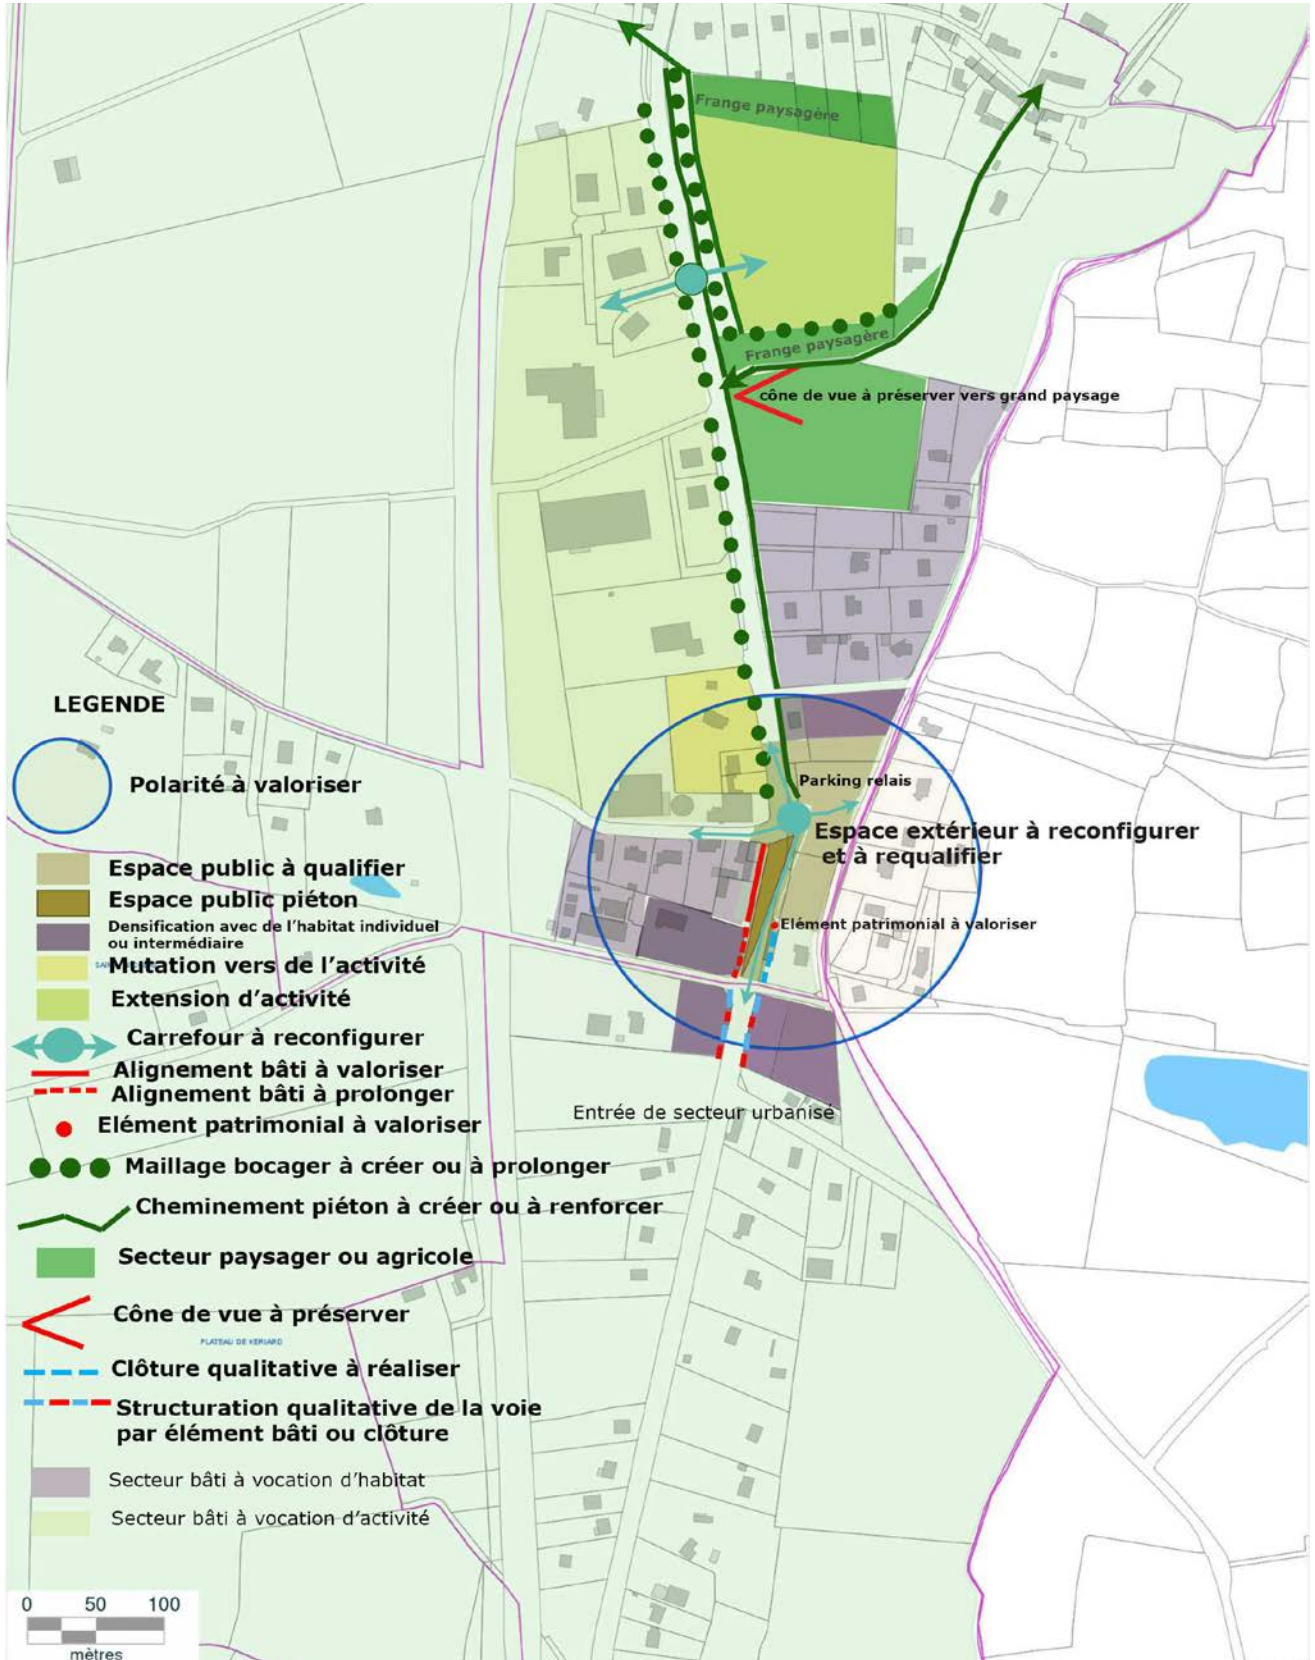 Frange paysagère
Frange paysagère
cône de vue à préserver vers grand paysage
LEGENDE
Polarité à valoriser
Parking relais
Espace extérieur à reconfigurer
et à requalifier
Espace public à qualifier
Espace public piéton
Elément patrimonial à valoriser
Densification avec de l'habitat individuel
ou intermédiaire
Mutation vers de l'activité
Extension d'activité
Carrefour à reconfigurer
Alignement bâti à valoriser
Alignement bâti à prolonger
Entrée de secteur urbanisé
Elément patrimonial à valoriser
Maillage bocager à créer ou à prolonger
Cheminement piéton à créer ou à renforcer
Secteur paysager ou agricole
Cône de vue à préserver
PLATEAU DE KERIARD
Clôture qualitative à réaliser
Structuration qualitative de la voie
par élément bâti ou clôture
Secteur bâti à vocation d'habitat
Secteur bâti à vocation d'activité
0 50 100
mètres